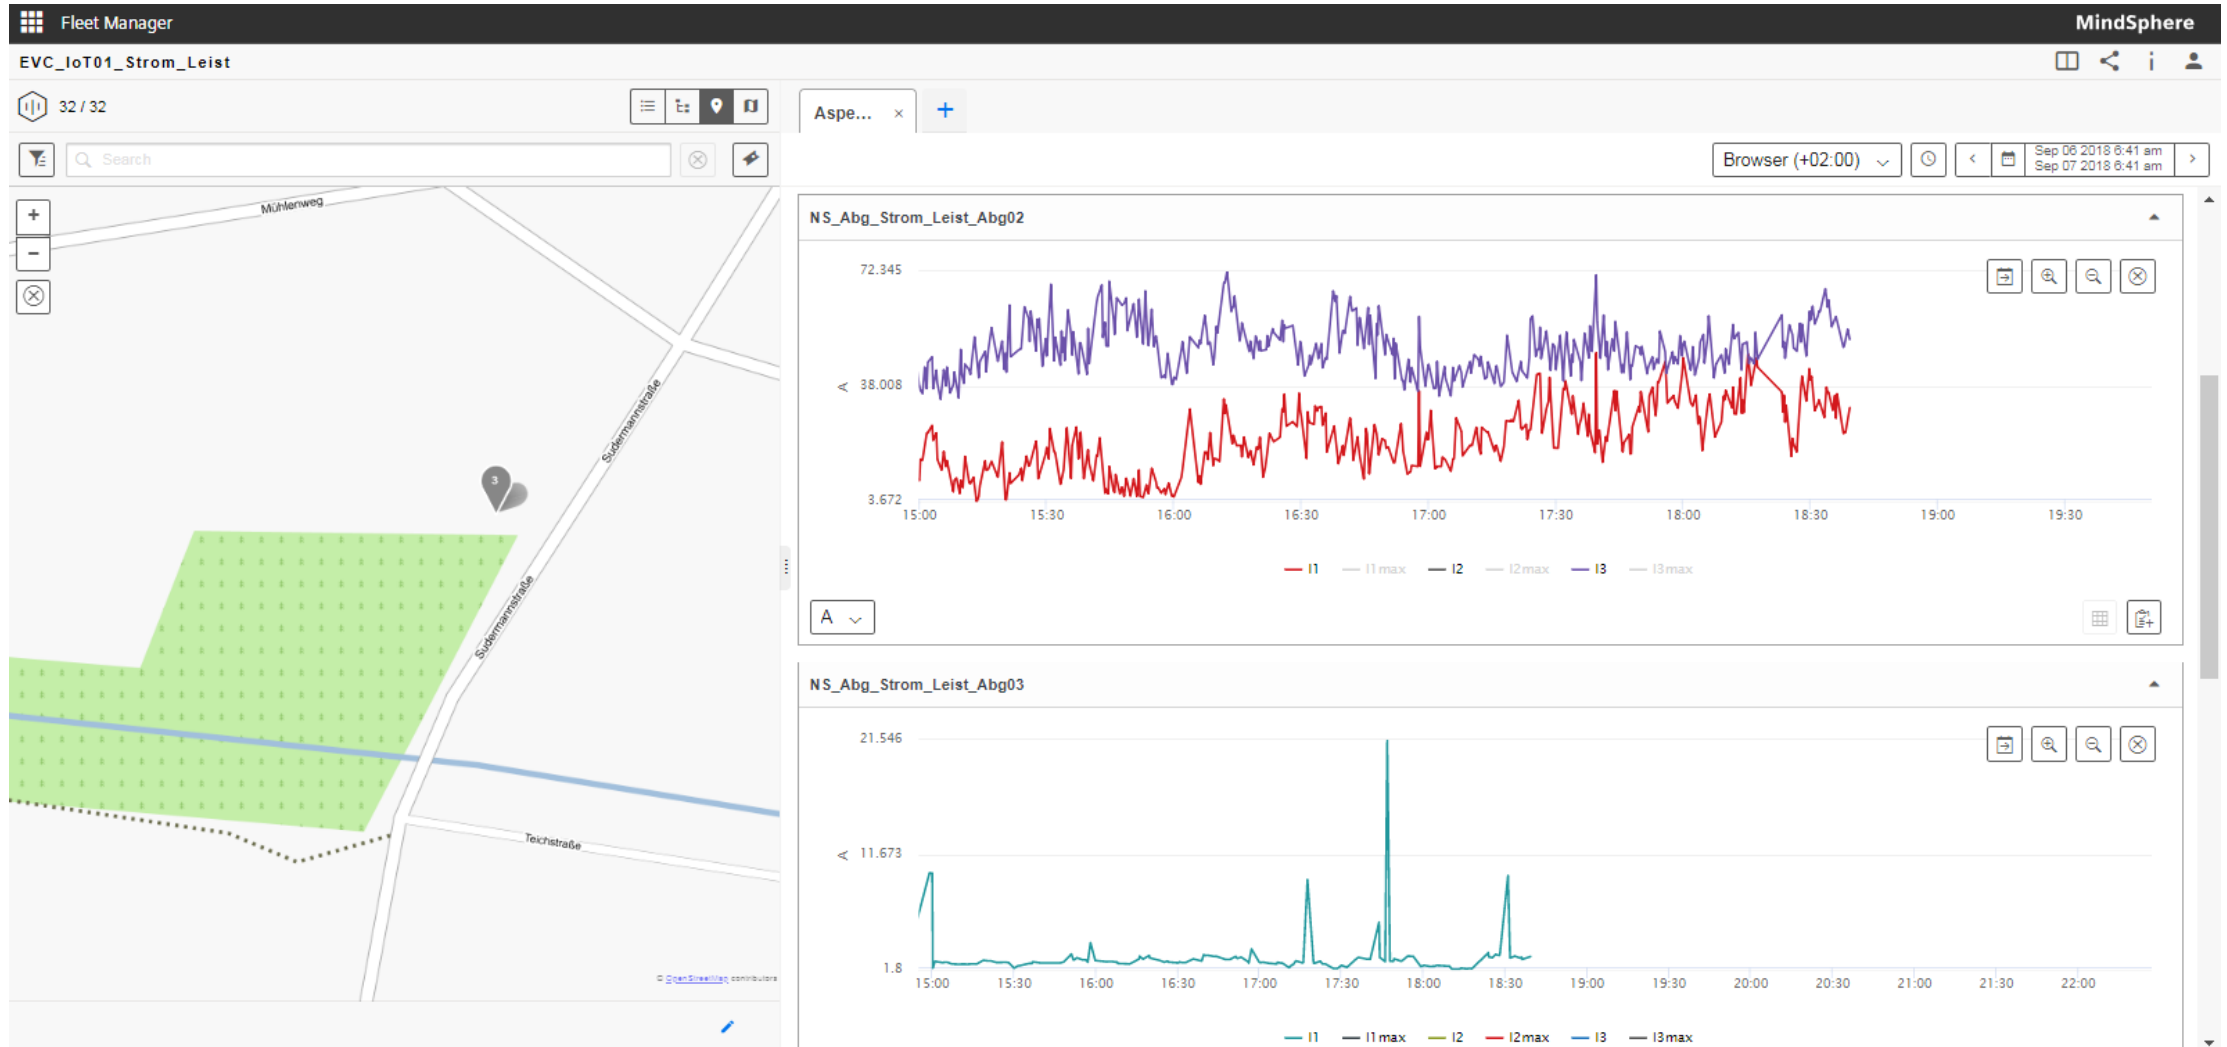 Fleet Manager
MindSphere
EVC_IoT01_Strom_Leist
32 / 32
Search
Aspe...
Browser (+02:00)
Sep 06 2018 6:41 am
Sep 07 2018 6:41 am
Mühlenweg
Sudermannstraße
3
Sudermannstraße
Teichstraße
© OpenStreetMap contributors
NS_Abg_Strom_Leist_Abg02
72.345
A
38.008
3.672
15:00 15:30 16:00 16:30 17:00 17:30 18:00 18:30 19:00 19:30
I1 I1max I2 I2max I3 I3max
A
NS_Abg_Strom_Leist_Abg03
21.546
A
11.673
1.8
15:00 15:30 16:00 16:30 17:00 17:30 18:00 18:30 19:00 19:30 20:00 20:30 21:00 21:30 22:00
I1 I1max I2 I2max I3 I3max